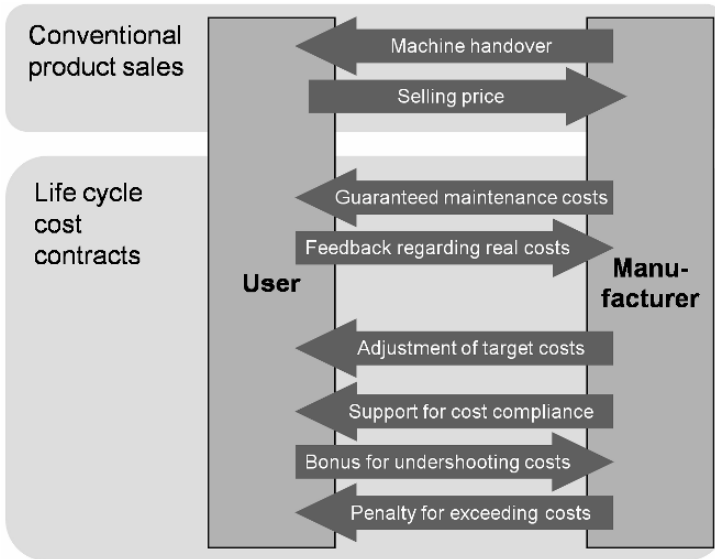 Conventional
product sales
Machine handover
Selling price
Life cycle
cost
contracts
Guaranteed maintenance costs
Feedback regarding real costs
User
Manu-
facturer
Adjustment of target costs
Support for cost compliance
Bonus for undershooting costs
Penalty for exceeding costs